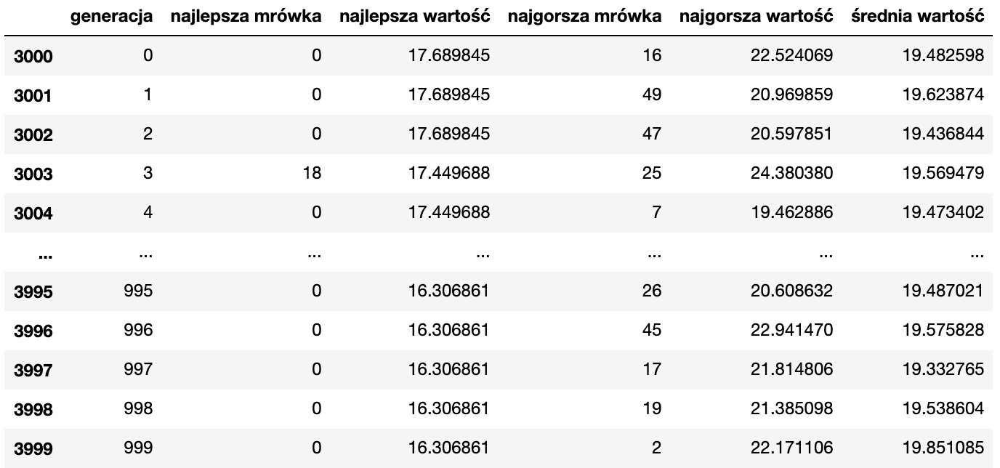 generacja najlepsza mrówka najlepsza wartość najgorsza mrówka najgorsza wartość średnia wartość
3000 0 0 17.689845 16 22.524069 19.482598
3001 1 0 17.689845 49 20.969859 19.623874
3002 2 0 17.689845 47 20.597851 19.436844
3003 3 18 17.449688 25 24.380380 19.569479
3004 4 0 17.449688 7 19.462886 19.473402
... ... ... ... ... ... ...
3995 995 0 16.306861 26 20.608632 19.487021
3996 996 0 16.306861 45 22.941470 19.575828
3997 997 0 16.306861 17 21.814806 19.332765
3998 998 0 16.306861 19 21.385098 19.538604
3999 999 0 16.306861 2 22.171106 19.851085